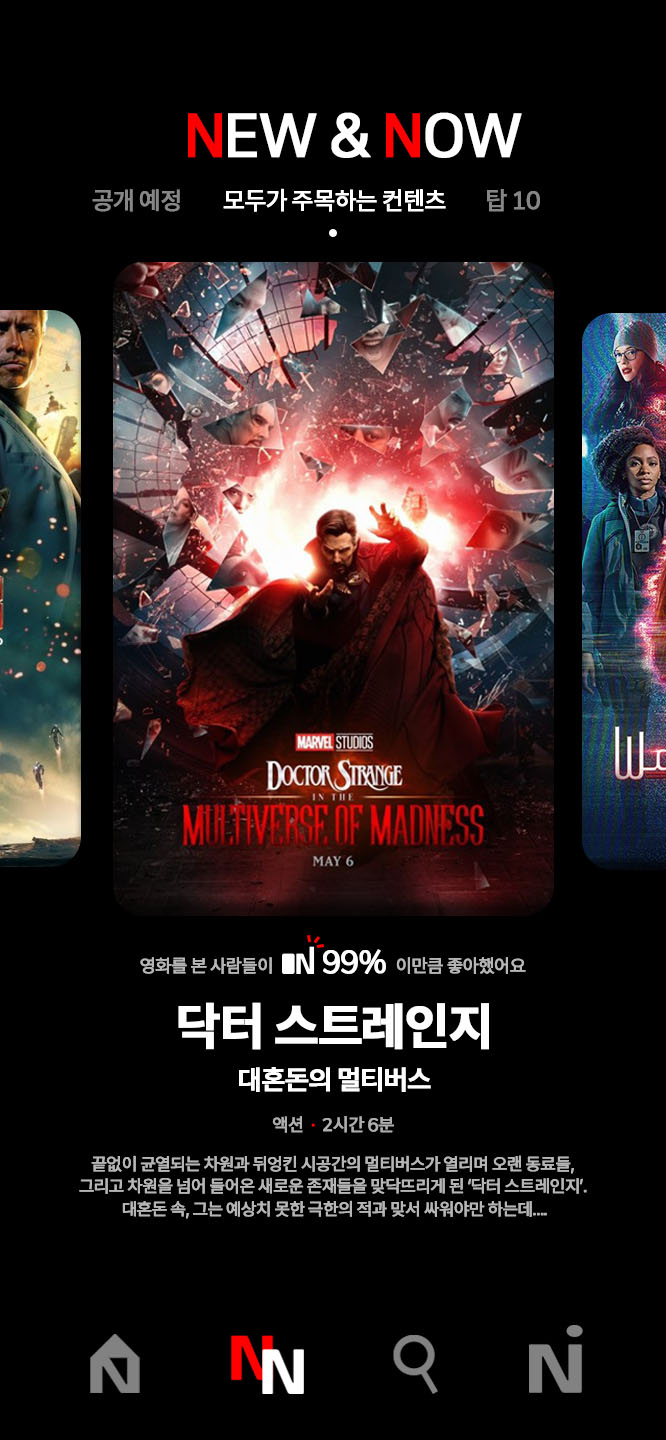 NEW & NOW
공개 예정 모두가 주목하는 컨텐츠 탑 10
MARVEL STUDIOS
DOCTOR STRANGE
IN THE
MULTIVERSE OF MADNESS
MAY 6
영화를 본 사람들이 N 99% 이만큼 좋아했어요
닥터 스트레인지
대혼돈의 멀티버스
액션 · 2시간 6분
끝없이 균열되는 차원과 뒤엉킨 시공간의 멀티버스가 열리며 오랜 동료들,
그리고 차원을 넘어 들어온 새로운 존재들을 맞닥뜨리게 된 ‘닥터 스트레인지’.
대혼돈 속, 그는 예상치 못한 극한의 적과 맞서 싸워야만 하는데....
N NN N